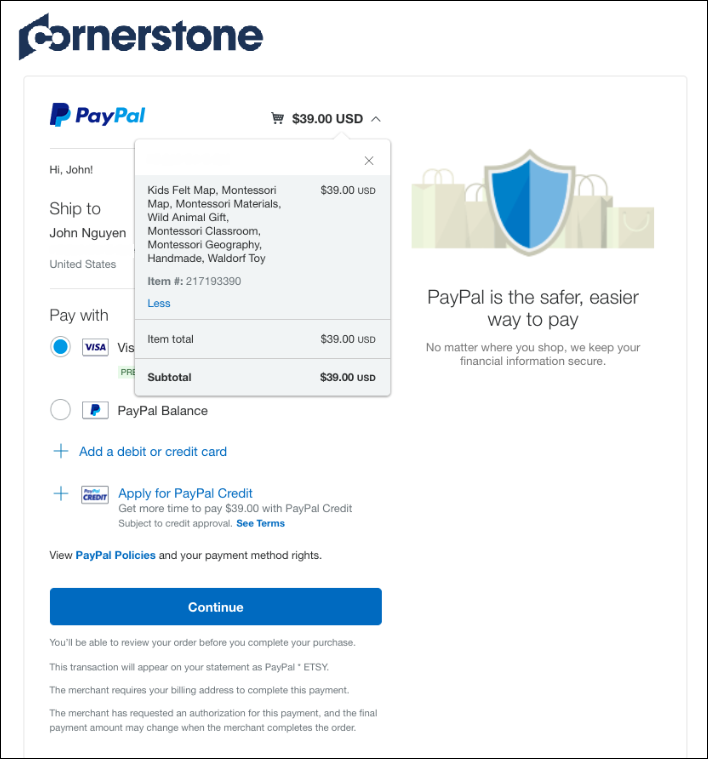 Cornerstone
PayPal
$39.00 USD
Hi, John!
Ship to
John Nguyen
United States
Kids Felt Map, Montessori
Map, Montessori Materials,
Wild Animal Gift,
Montessori Classroom,
Montessori Geography,
Handmade, Waldorf Toy
$39.00 USD
Item #: 217193390
Less
Item total $39.00 USD
Subtotal $39.00 USD
Pay with
VISA Vis
PRE
PayPal Balance
Add a debit or credit card
PayPal CREDIT
Apply for PayPal Credit
Get more time to pay $39.00 with PayPal Credit
Subject to credit approval. See Terms
View PayPal Policies and your payment method rights.
Continue
You'll be able to review your order before you complete your purchase.
This transaction will appear on your statement as PayPal * ETSY.
The merchant requires your billing address to complete this payment.
The merchant has requested an authorization for this payment, and the final
payment amount may change when the merchant completes the order.
PayPal is the safer, easier
way to pay
No matter where you shop, we keep your
financial information secure.